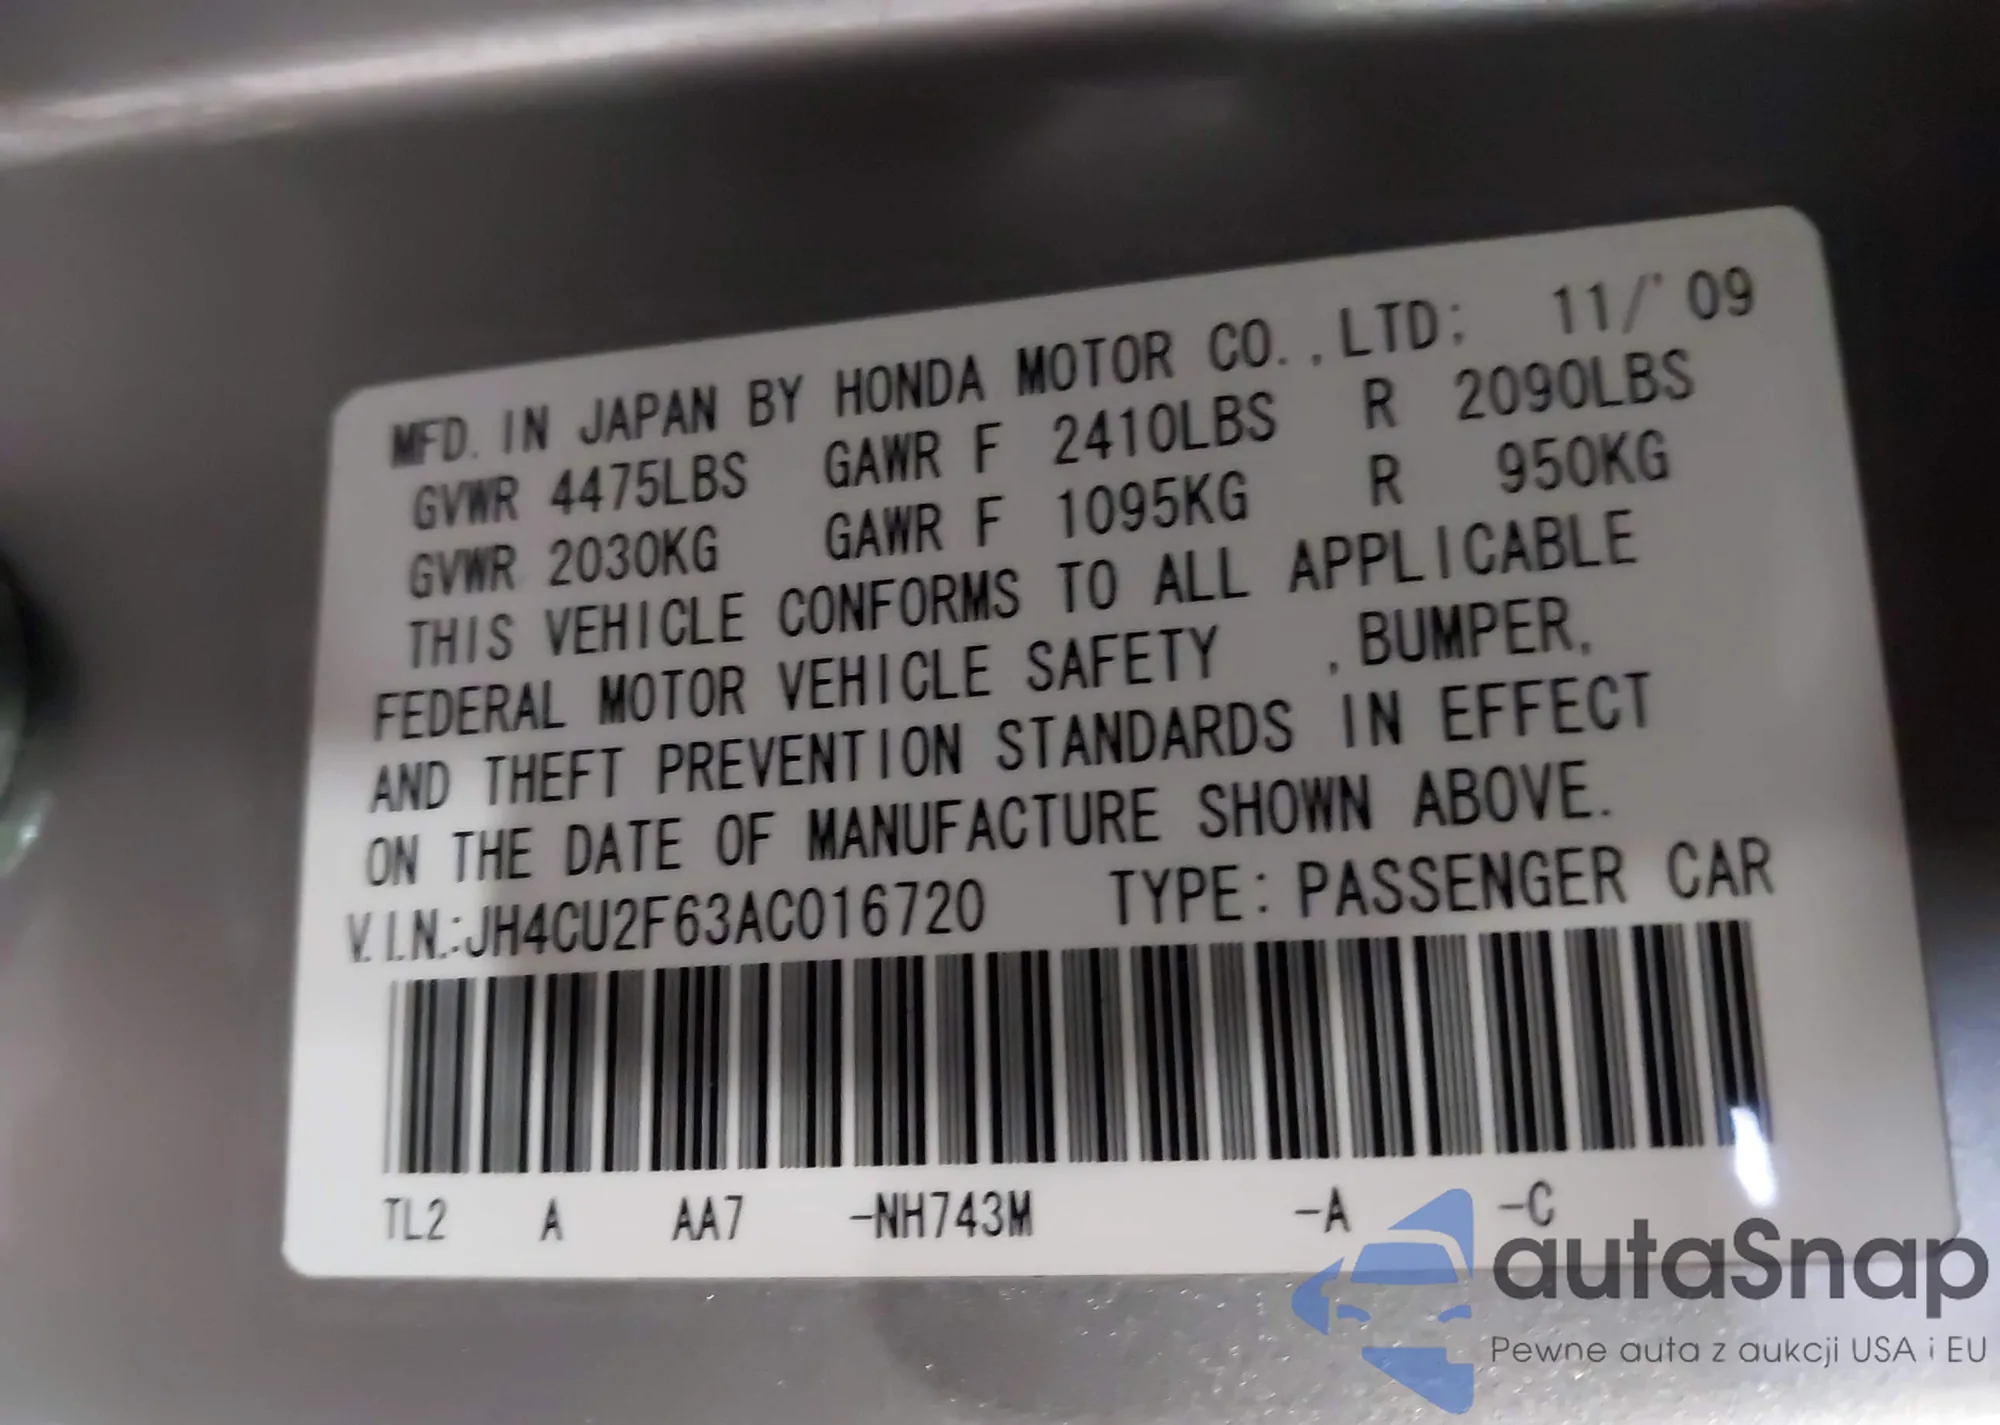 MFD. IN JAPAN BY HONDA MOTOR CO.,LTD; 11/'09
GVWR 4475LBS GAWR F 2410LBS R 2090LBS
GVWR 2030KG GAWR F 1095KG R 950KG
THIS VEHICLE CONFORMS TO ALL APPLICABLE
FEDERAL MOTOR VEHICLE SAFETY ,BUMPER,
AND THEFT PREVENTION STANDARDS IN EFFECT
ON THE DATE OF MANUFACTURE SHOWN ABOVE.
V.I.N.:JH4CU2F63AC016720 TYPE:PASSENGER CAR
TL2 A AA7 -NH743M -A -C
autaSnap
Pewne auta z aukcji USA i EU